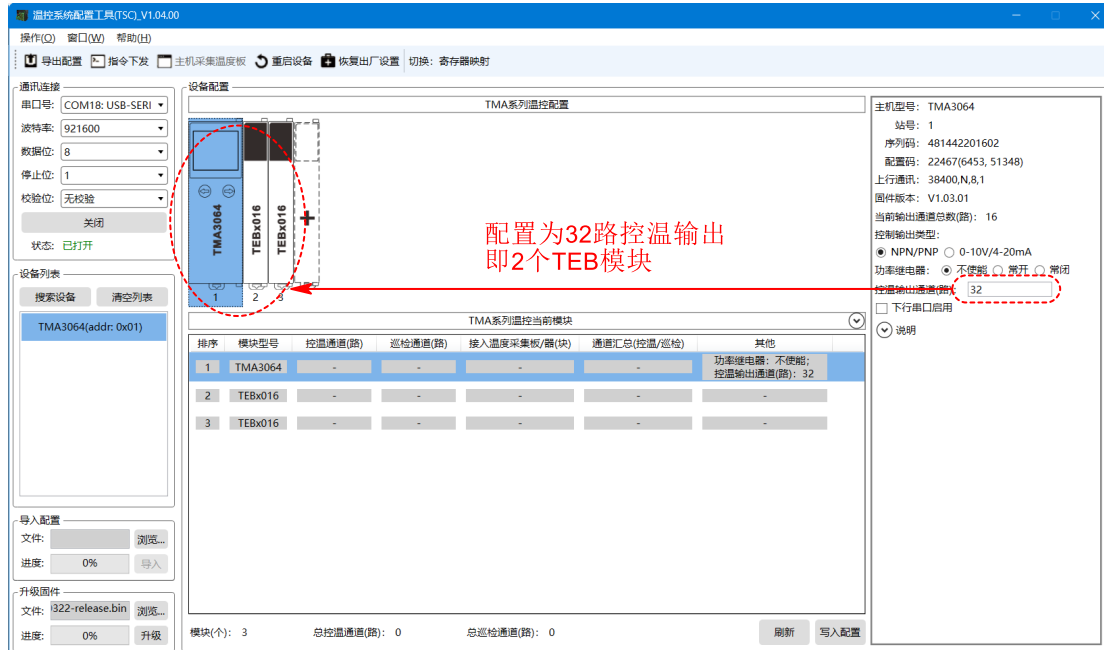 温控系统配置工具(TSC)_V1.04.00
操作(O) 窗口(W) 帮助(H)
导出配置 指令下发 主机采集温度板 重启设备 恢复出厂设置 切换：寄存器映射
通讯连接
串口号: COM18: USB-SERI
波特率: 921600
数据位: 8
停止位: 1
校验位: 无校验
关闭
状态: 已打开
设备列表
搜索设备 清空列表
TMA3064(addr: 0x01)
导入配置
文件: 浏览...
进度: 0% 导入
升级固件
文件: 322-release.bin 浏览...
进度: 0% 升级
设备配置
TMA系列温控配置
TMA3064
TEBx016
TEBx016
+
1 2 3
配置为32路控温输出
即2个TEB模块
TMA系列温控当前模块
排序 模块型号 控温通道(路) 巡检通道(路) 接入温度采集板/器(块) 通道汇总(控温/巡检) 其他
1 TMA3064 - - - - 功率继电器：不使能;
控温输出通道(路)：32
2 TEBx016 - - - - -
3 TEBx016 - - - - -
模块(个)： 3 总控温通道(路)： 0 总巡检通道(路)： 0 刷新 写入配置
主机型号： TMA3064
站号： 1
序列码： 481442201602
配置码： 22467(6453, 51348)
上行通讯： 38400,N,8,1
固件版本： V1.03.01
当前输出通道总数(路)： 16
控制输出类型：
NPN/PNP 0-10V/4-20mA
功率继电器： 不使能 常开 常闭
控温输出通道(路)： 32
下行串口启用
说明